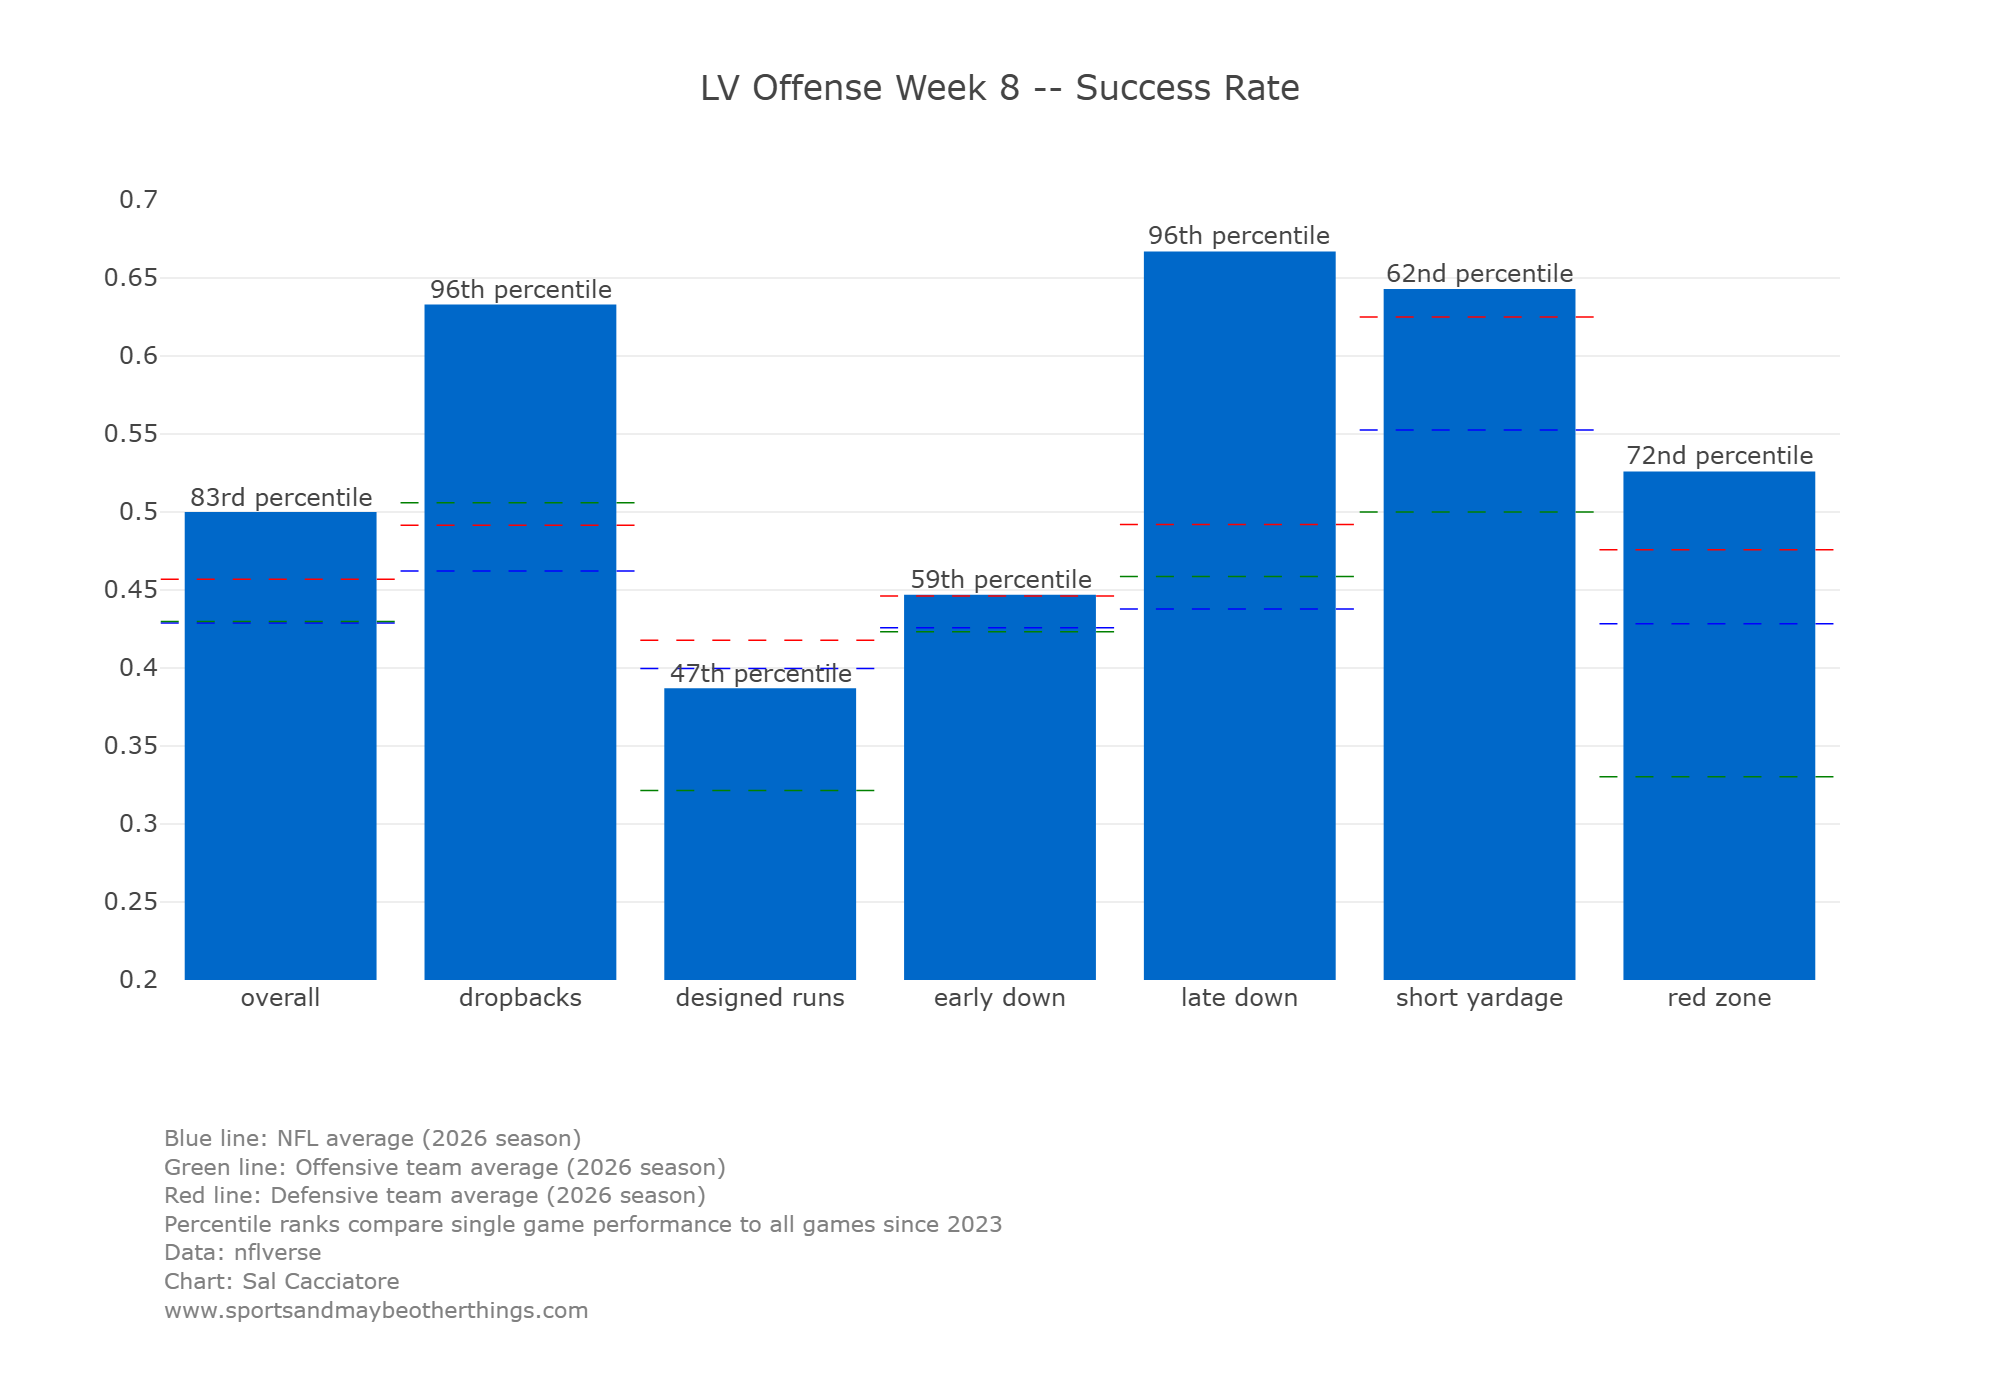 LV Offense Week 8 -- Success Rate
0.7
0.65
0.6
0.55
0.5
0.45
0.4
0.35
0.3
0.25
0.2
83rd percentile
96th percentile
47th percentile
59th percentile
96th percentile
62nd percentile
72nd percentile
overall
dropbacks
designed runs
early down
late down
short yardage
red zone
Blue line: NFL average (2026 season)
Green line: Offensive team average (2026 season)
Red line: Defensive team average (2026 season)
Percentile ranks compare single game performance to all games since 2023
Data: nflverse
Chart: Sal Cacciatore
www.sportsandmaybeotherthings.com